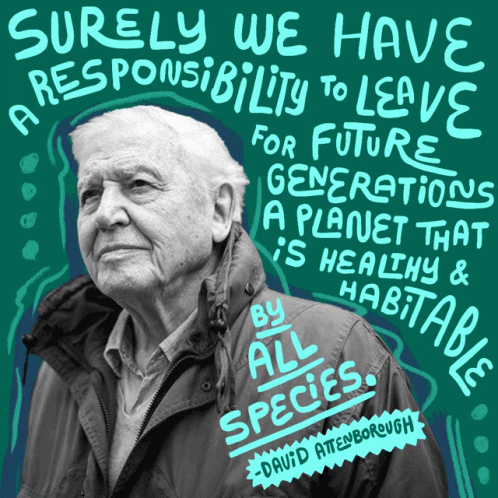 SURELY WE HAVE
A RESPONSIBILITY TO LEAVE
FOR FUTURE
GENERATIONS
A PLANET THAT
IS HEALTHY &
HABITABLE
BY
ALL
SPECIES.
-DAVID ATTENBOROUGH